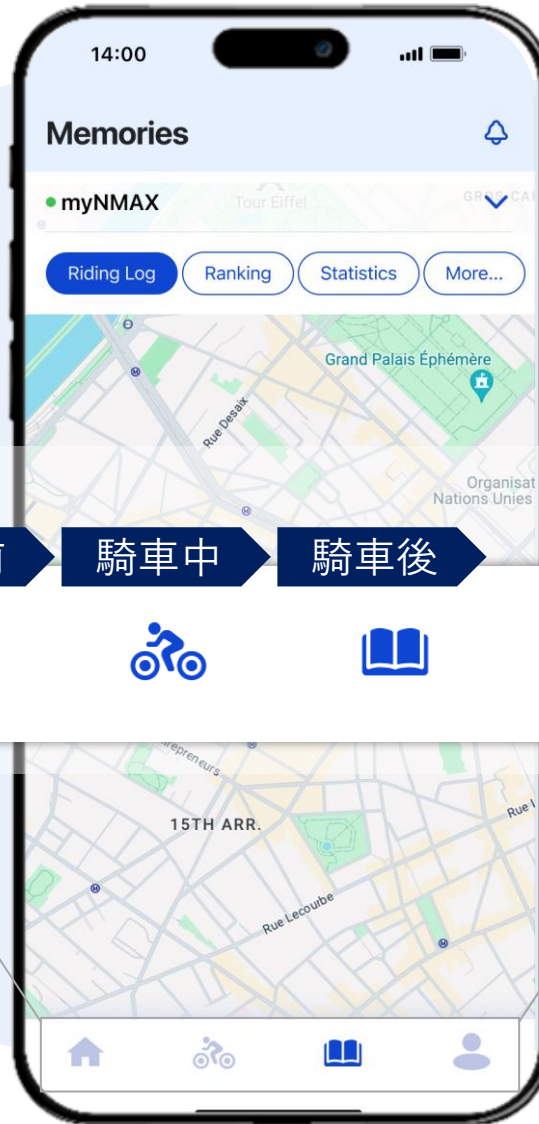 14:00
Memories
myNMAX
Tour Eiffel
Riding Log
Ranking
Statistics
More...
Grand Palais Éphémère
Rue Desaix
Organisat
Nations Unies
前
騎車中
騎車後
15TH ARR.
Rue Lecourbe